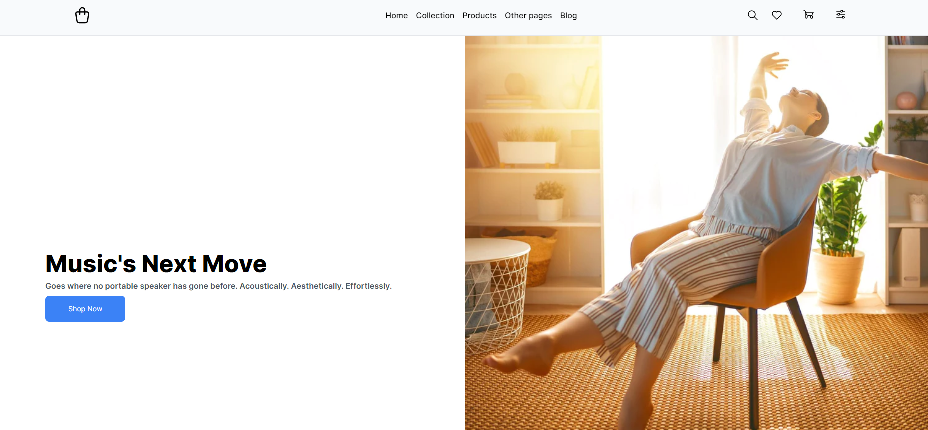 Home Collection Products Other pages Blog
Music's Next Move
Goes where no portable speaker has gone before. Acoustically. Aesthetically. Effortlessly.
Shop Now